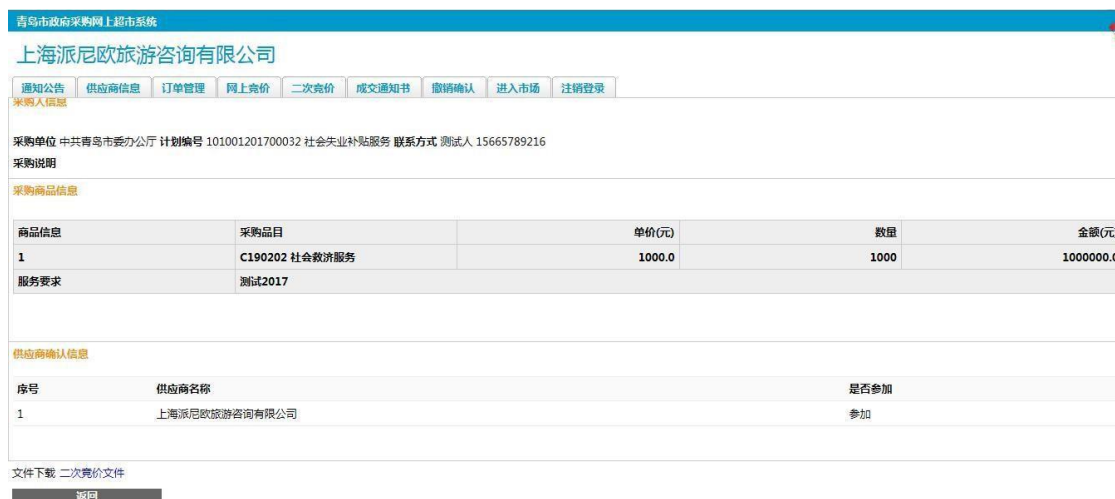 青岛市政府采购网上超市系统
上海派尼欧旅游咨询有限公司
通知公告 供应商信息 订单管理 网上竞价 二次竞价 成交通知书 撤销确认 进入市场 注销登录
采购人信息
采购单位 中共青岛市委办公厅 计划编号 101001201700032 社会失业补贴服务 联系方式 测试人 15665789216
采购说明
采购商品信息
商品信息 采购品目 单价(元) 数量 金额(元
1 C190202 社会救济服务 1000.0 1000 1000000.0
服务要求 测试2017
供应商确认信息
序号 供应商名称 是否参加
1 上海派尼欧旅游咨询有限公司 参加
文件下载 二次竞价文件
返回